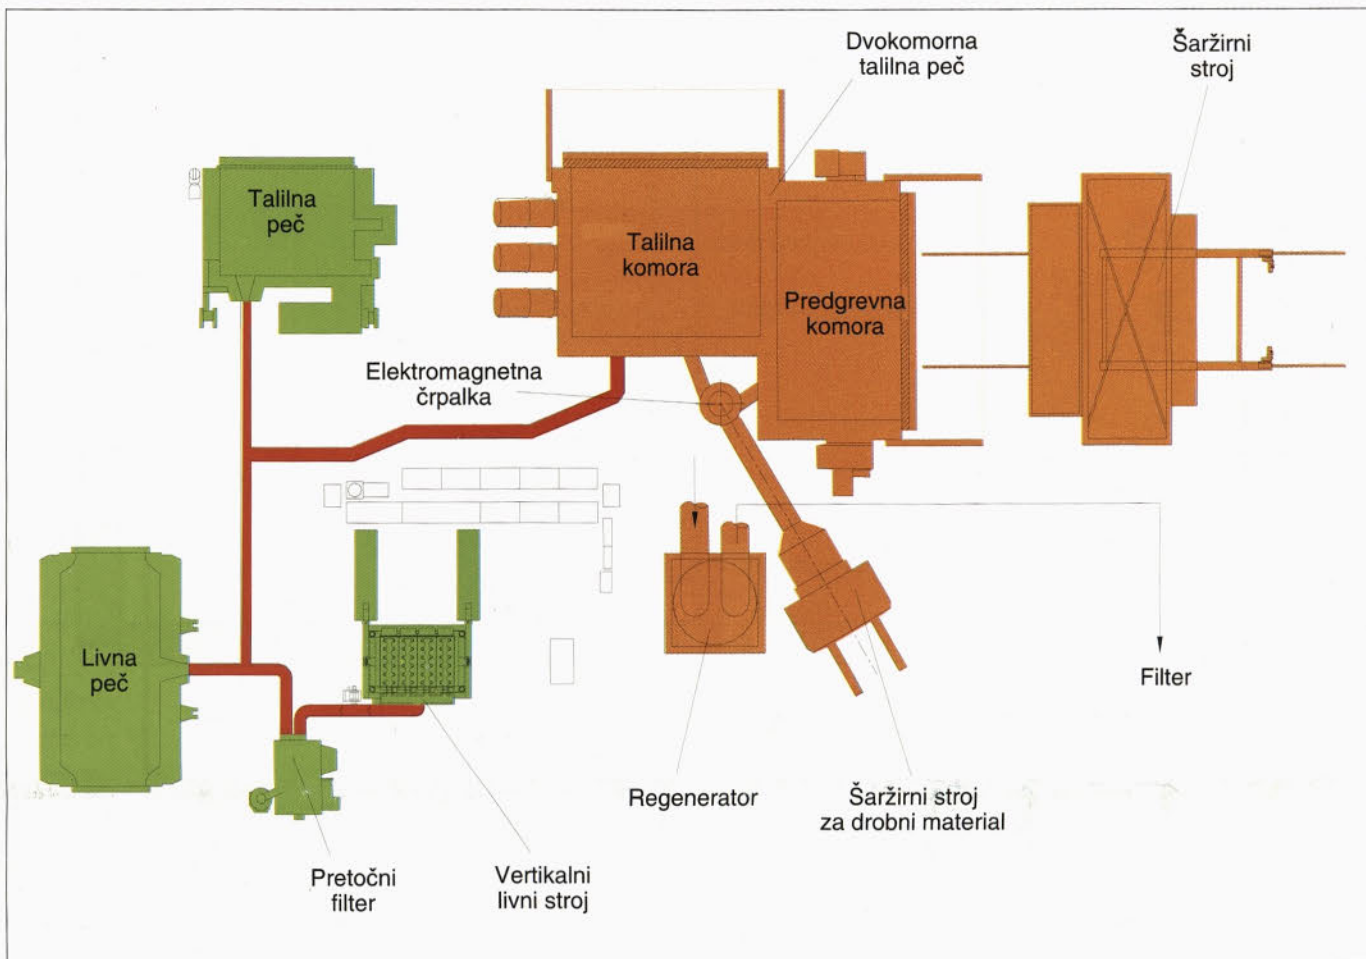 Dvokomorna
talilna peč
Šaržirni
stroj
Talilna
peč
Talilna
komora
Predgrevna
komora
Elektromagnetna
črpalka
Livna
peč
Filter
Regenerator
Šaržirni stroj
za drobni material
Pretočni
filter
Vertikalni
livni stroj